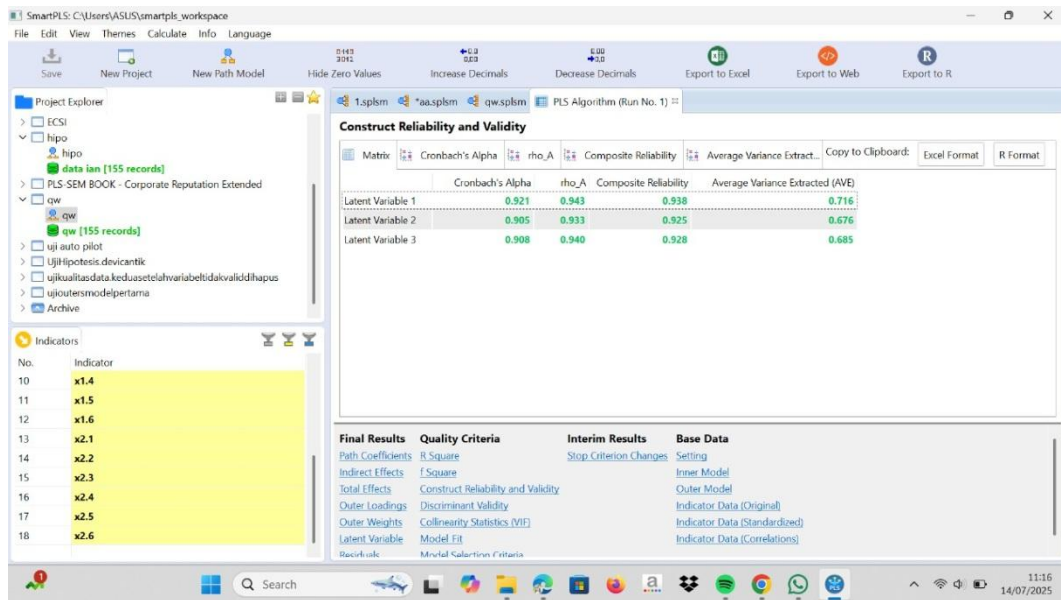 SmartPLS: C:\Users\ASUS\smartpls_workspace
File Edit View Themes Calculate Info Language
Save New Project New Path Model Hide Zero Values Increase Decimals Decrease Decimals Export to Excel Export to Web Export to R
Project Explorer
ECSI
hipo
hipo
data ian [155 records]
PLS-SEM BOOK - Corporate Reputation Extended
qw
qw
qw [155 records]
uji auto pilot
UjiHipotesis.devicantik
ujikualitasdata.keduasetelahvariabeltidakvaliddihapus
ujioutersmodelpertama
Archive
Indicators
No. Indicator
10 x1.4
11 x1.5
12 x1.6
13 x2.1
14 x2.2
15 x2.3
16 x2.4
17 x2.5
18 x2.6
1.splsm *aa.splsm qw.splsm PLS Algorithm (Run No. 1)
Construct Reliability and Validity
Matrix Cronbach's Alpha rho_A Composite Reliability Average Variance Extract... Copy to Clipboard: Excel Format R Format
Cronbach's Alpha rho_A Composite Reliability Average Variance Extracted (AVE)
Latent Variable 1 0.921 0.943 0.938 0.716
Latent Variable 2 0.905 0.933 0.925 0.676
Latent Variable 3 0.908 0.940 0.928 0.685
Final Results Quality Criteria Interim Results Base Data
Path Coefficients R Square Stop Criterion Changes Setting
Indirect Effects f Square Inner Model
Total Effects Construct Reliability and Validity Outer Model
Outer Loadings Discriminant Validity Indicator Data (Original)
Outer Weights Collinearity Statistics (VIF) Indicator Data (Standardized)
Latent Variable Model Fit Indicator Data (Correlations)
Residuals Model Selection Criteria
Search
11:16
14/07/2025